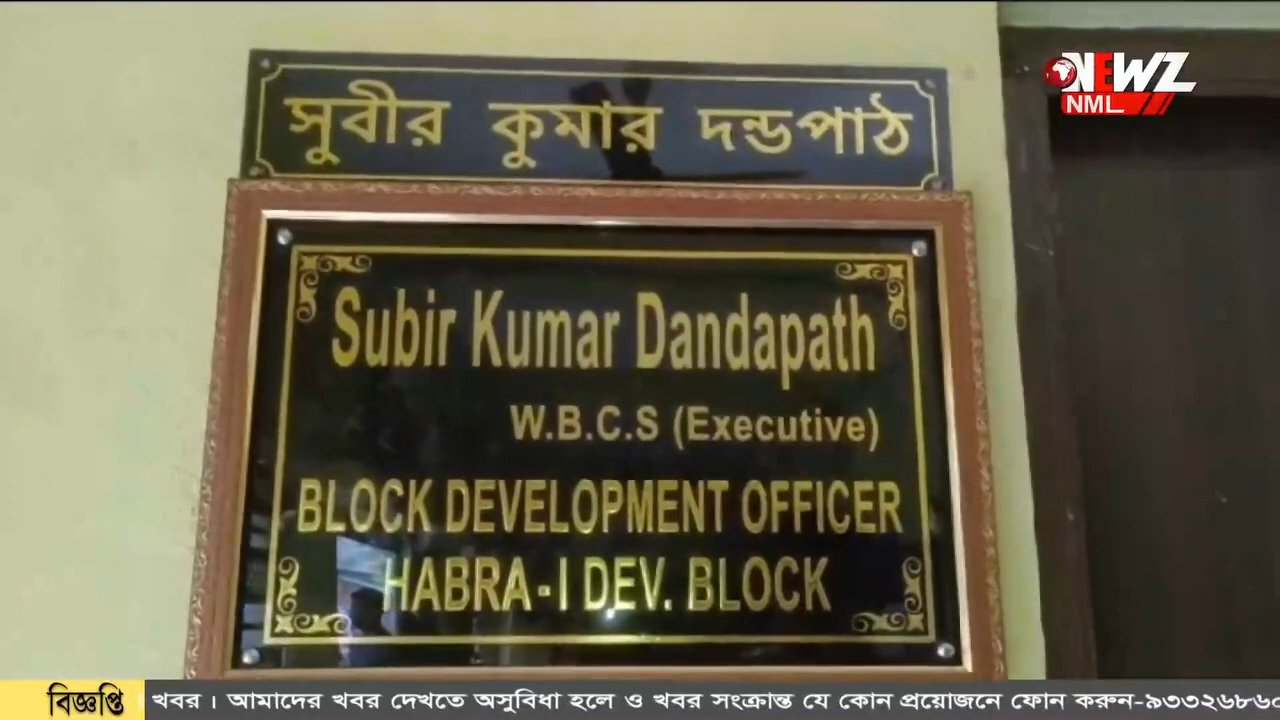 সুবীর কুমার দন্ডপাঠ
NEWZ
NML
Subir Kumar Dandapath
W.B.C.S (Executive)
BLOCK DEVELOPMENT OFFICER
HABRA-I DEV. BLOCK
বিজ্ঞপ্তি খবর । আমাদের খবর দেখতে অসুবিধা হলে ও খবর সংক্রান্ত যে কোন প্রয়োজনে ফোন করুন-৯৩৩২৬৮৬